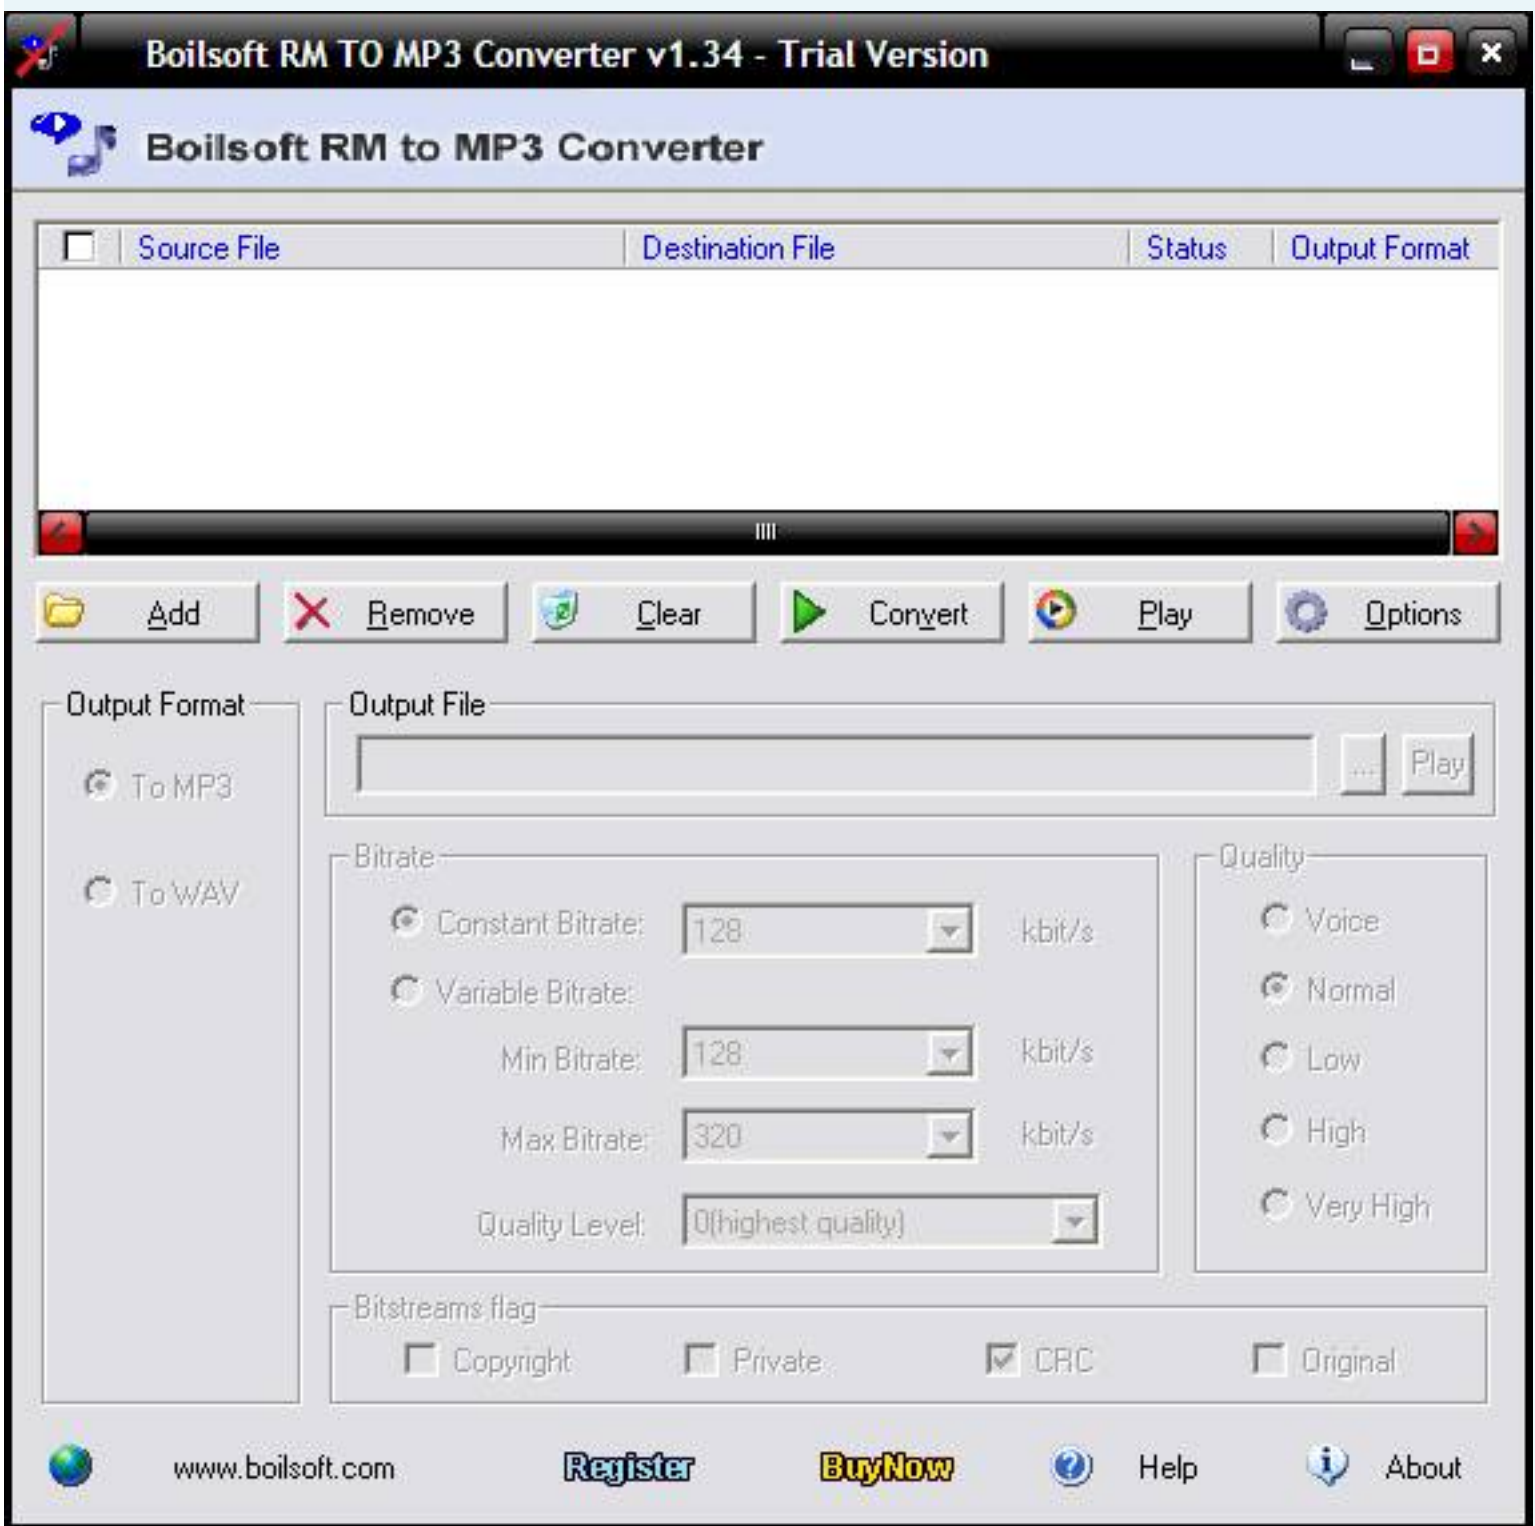 Boilsoft RM TO MP3 Converter v1.34 - Trial Version
Boilsoft RM to MP3 Converter
Source File Destination File Status Output Format
Add Remove Clear Convert Play Options
Output Format
To MP3
To WAV
Output File
... Play
Bitrate
Constant Bitrate: 128 kbit/s
Variable Bitrate:
Min Bitrate: 128 kbit/s
Max Bitrate: 320 kbit/s
Quality Level: 0(highest quality)
Quality
Voice
Normal
Low
High
Very High
Bitstreams flag
Copyright Private CRC Original
www.boilsoft.com Register BuyNow Help About